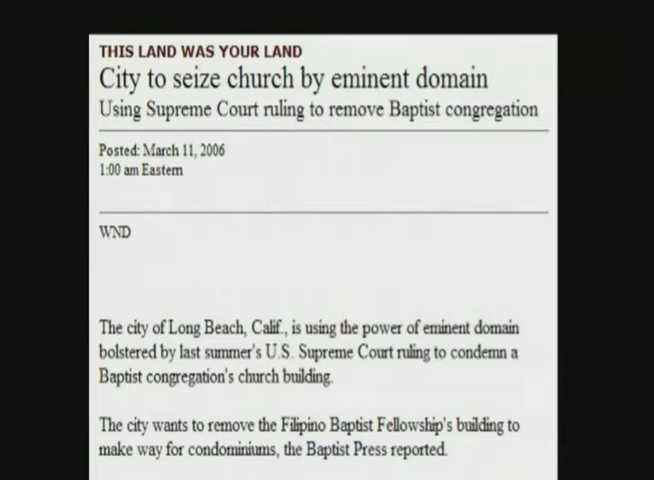 THIS LAND WAS YOUR LAND
City to seize church by eminent domain
Using Supreme Court ruling to remove Baptist congregation
Posted: March 11, 2006
1:00 am Eastern
WND
The city of Long Beach, Calif., is using the power of eminent domain
bolstered by last summer's U.S. Supreme Court ruling to condemn a
Baptist congregation's church building.
The city wants to remove the Filipino Baptist Fellowship's building to
make way for condominiums, the Baptist Press reported.